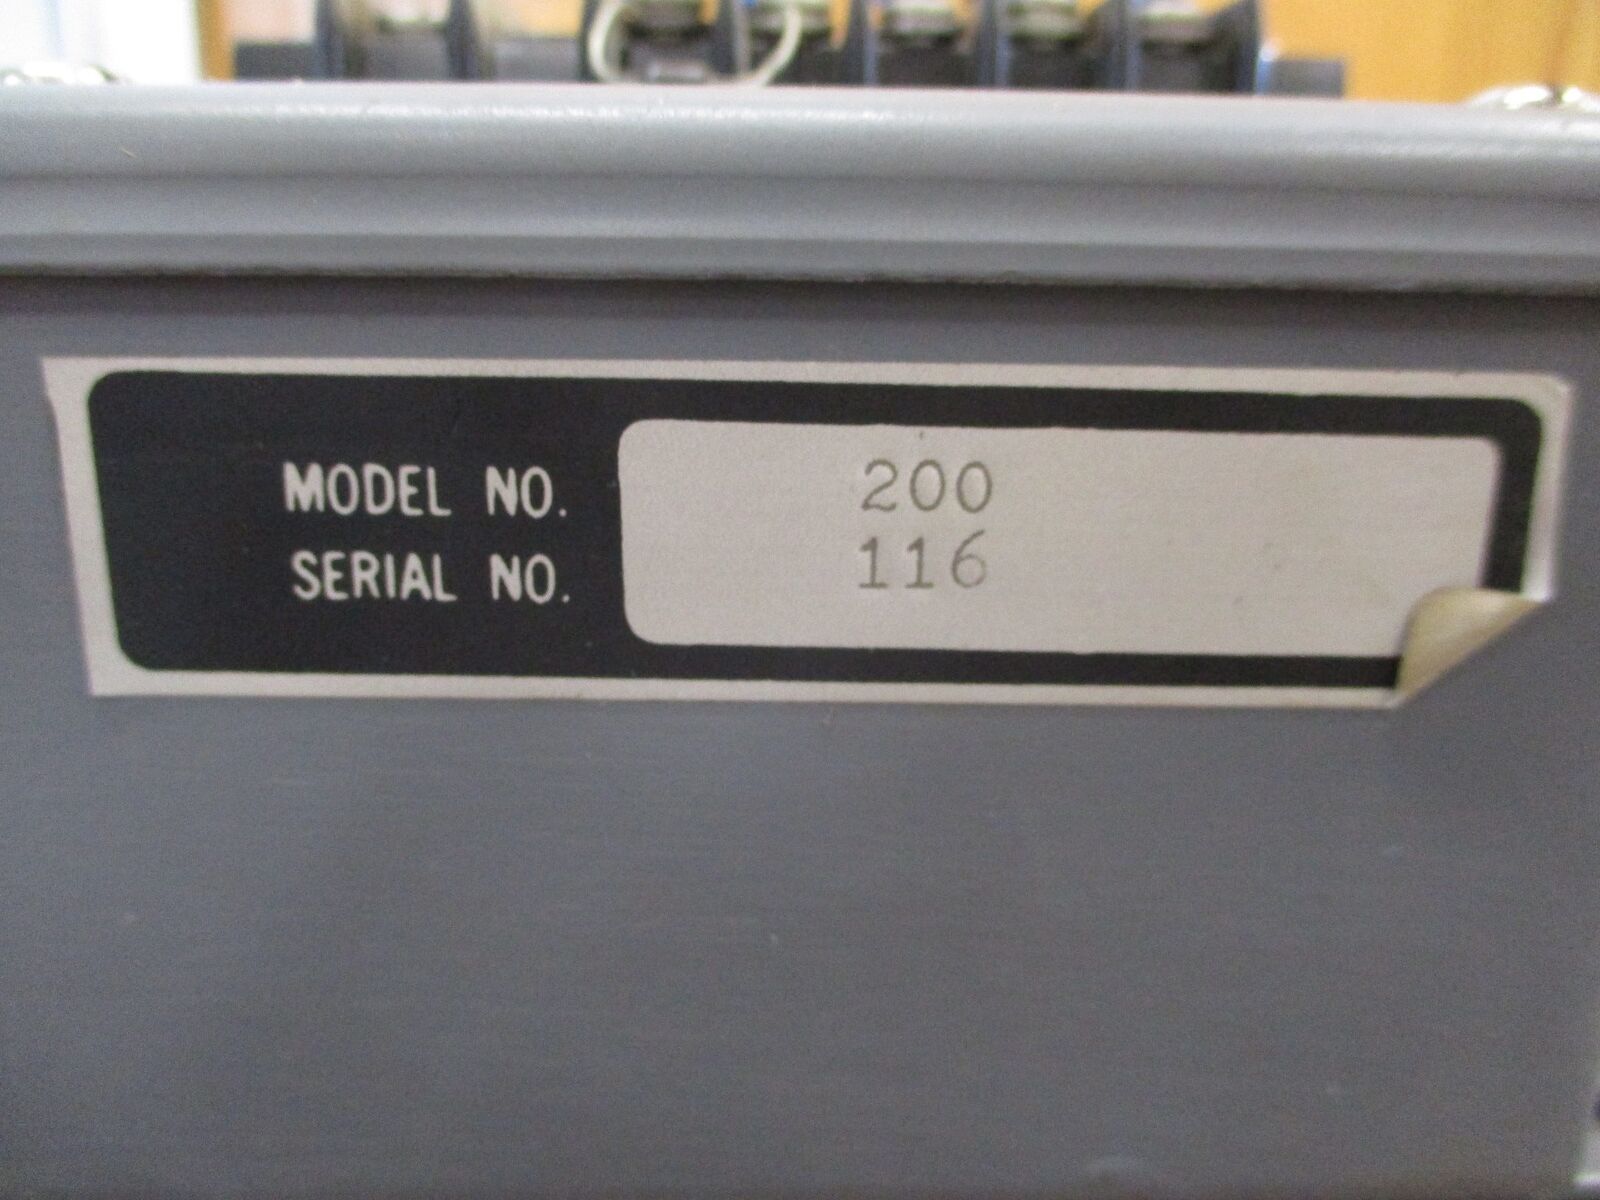 MODEL NO. 200
SERIAL NO. 116